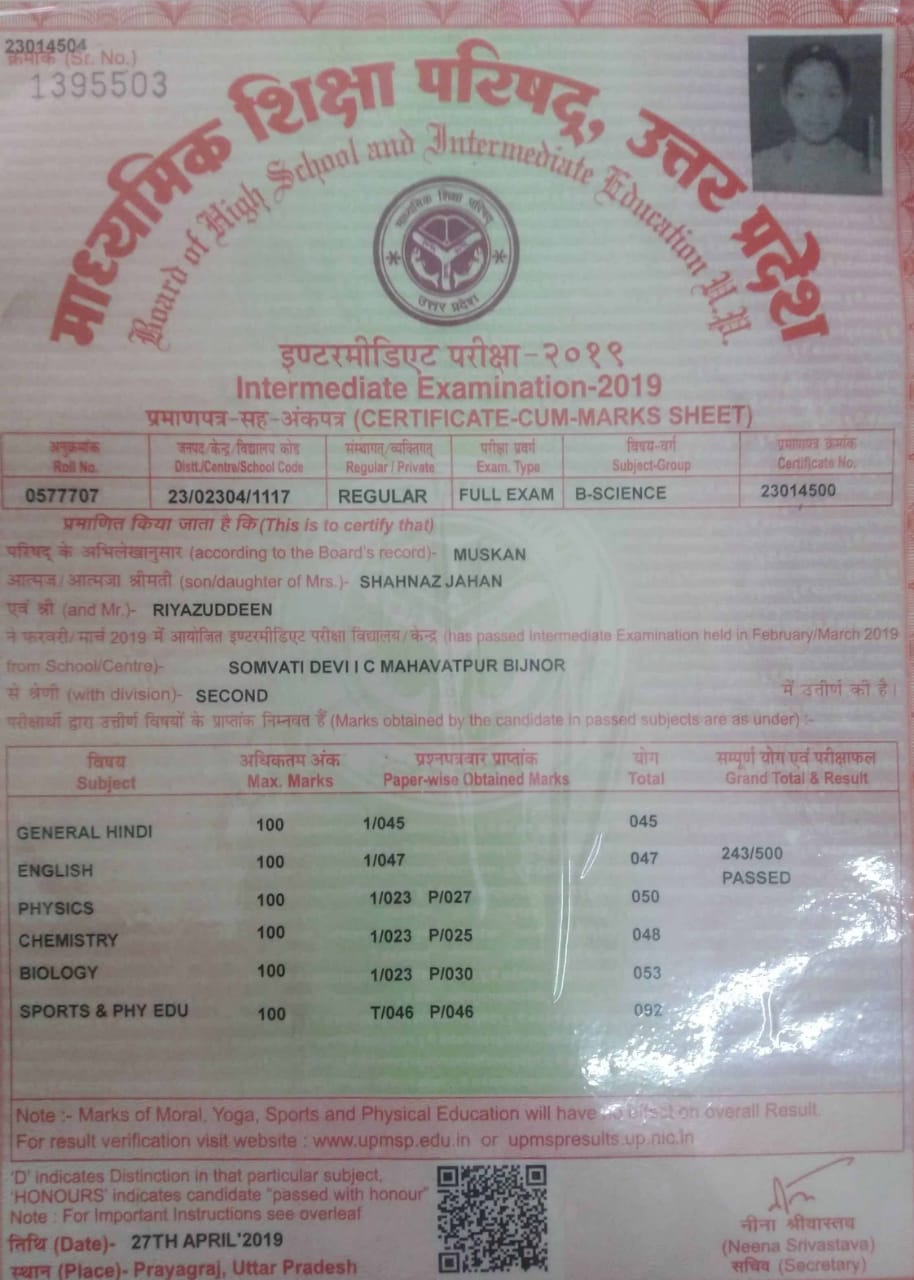 23014504
क्रमांक (Sr. No.)
1395503
माध्यमिक शिक्षा परिषद्, उत्तर प्रदेश
Board of High School and Intermediate Education U.P.
माध्यमिक शिक्षा परिषद्
उत्तर प्रदेश
इण्टरमीडिएट परीक्षा-२०१९
Intermediate Examination-2019
प्रमाणपत्र-सह-अंकपत्र (CERTIFICATE-CUM-MARKS SHEET)
अनुक्रमांक जनपद/केन्द्र/विद्यालय कोड संस्थागत/व्यक्तिगत परीक्षा प्रवर्ग विषय-वर्ग प्रमाणपत्र क्रमांक
Roll No. Distt./Centre/School Code Regular / Private Exam. Type Subject-Group Certificate No.
0577707 23/02304/1117 REGULAR FULL EXAM B-SCIENCE 23014500
प्रमाणित किया जाता है कि (This is to certify that)
परिषद् के अभिलेखानुसार (according to the Board's record)- MUSKAN
आत्मज/आत्मजा श्रीमती (son/daughter of Mrs.)- SHAHNAZ JAHAN
एवं श्री (and Mr.)- RIYAZUDDEEN
ने फरवरी/मार्च 2019 में आयोजित इण्टरमीडिएट परीक्षा विद्यालय/केन्द्र (has passed Intermediate Examination held in February/March 2019
from School/Centre)- SOMVATI DEVI I C MAHAVATPUR BIJNOR
से श्रेणी (with division)- SECOND में उत्तीर्ण की है।
परीक्षार्थी द्वारा उत्तीर्ण विषयों के प्राप्तांक निम्नवत हैं (Marks obtained by the candidate in passed subjects are as under) :-
विषय अधिकतम अंक प्रश्नपत्रवार प्राप्तांक योग सम्पूर्ण योग एवं परीक्षाफल
Subject Max. Marks Paper-wise Obtained Marks Total Grand Total & Result
GENERAL HINDI 100 1/045 045
ENGLISH 100 1/047 047 243/500
PASSED
PHYSICS 100 1/023 P/027 050
CHEMISTRY 100 1/023 P/025 048
BIOLOGY 100 1/023 P/030 053
SPORTS & PHY EDU 100 T/046 P/046 092
Note :- Marks of Moral, Yoga, Sports and Physical Education will have no effect on overall Result.
For result verification visit website : www.upmsp.edu.in or upmspresults.up.nic.in
'D' indicates Distinction in that particular subject,
'HONOURS' indicates candidate "passed with honour"
Note : For Important Instructions see overleaf
तिथि (Date)- 27TH APRIL'2019
स्थान (Place)- Prayagraj, Uttar Pradesh
नीना श्रीवास्तव
(Neena Srivastava)
सचिव (Secretary)